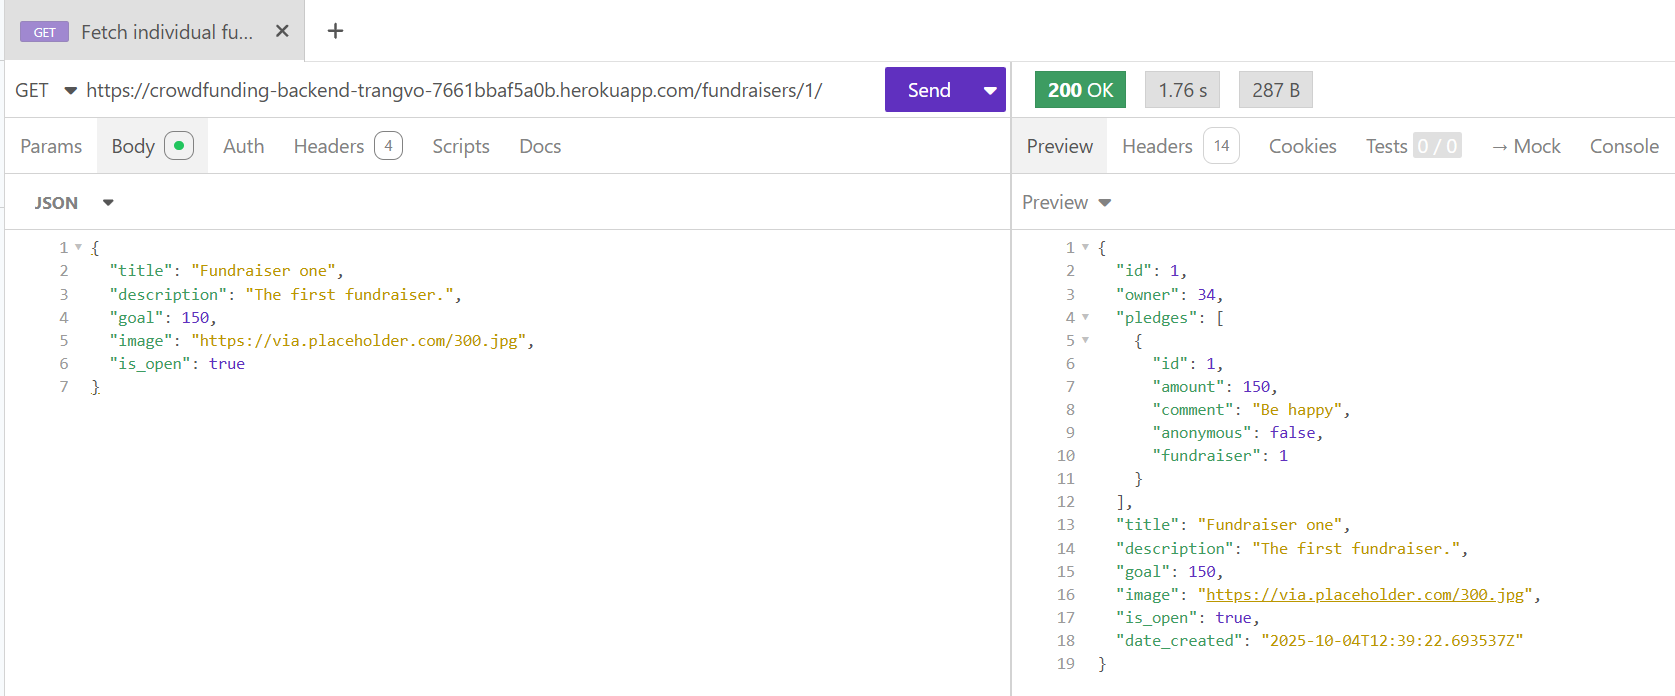 GET Fetch individual fu...
GET https://crowdfunding-backend-trangvo-7661bbaf5a0b.herokuapp.com/fundraisers/1/ Send
Params Body Auth Headers 4 Scripts Docs
JSON
1 {
2 "title": "Fundraiser one",
3 "description": "The first fundraiser.",
4 "goal": 150,
5 "image": "https://via.placeholder.com/300.jpg",
6 "is_open": true
7 }
200 OK 1.76 s 287 B
Preview Headers 14 Cookies Tests 0 / 0 → Mock Console
Preview
1 {
2 "id": 1,
3 "owner": 34,
4 "pledges": [
5 {
6 "id": 1,
7 "amount": 150,
8 "comment": "Be happy",
9 "anonymous": false,
10 "fundraiser": 1
11 }
12 ],
13 "title": "Fundraiser one",
14 "description": "The first fundraiser.",
15 "goal": 150,
16 "image": "https://via.placeholder.com/300.jpg",
17 "is_open": true,
18 "date_created": "2025-10-04T12:39:22.693537Z"
19 }